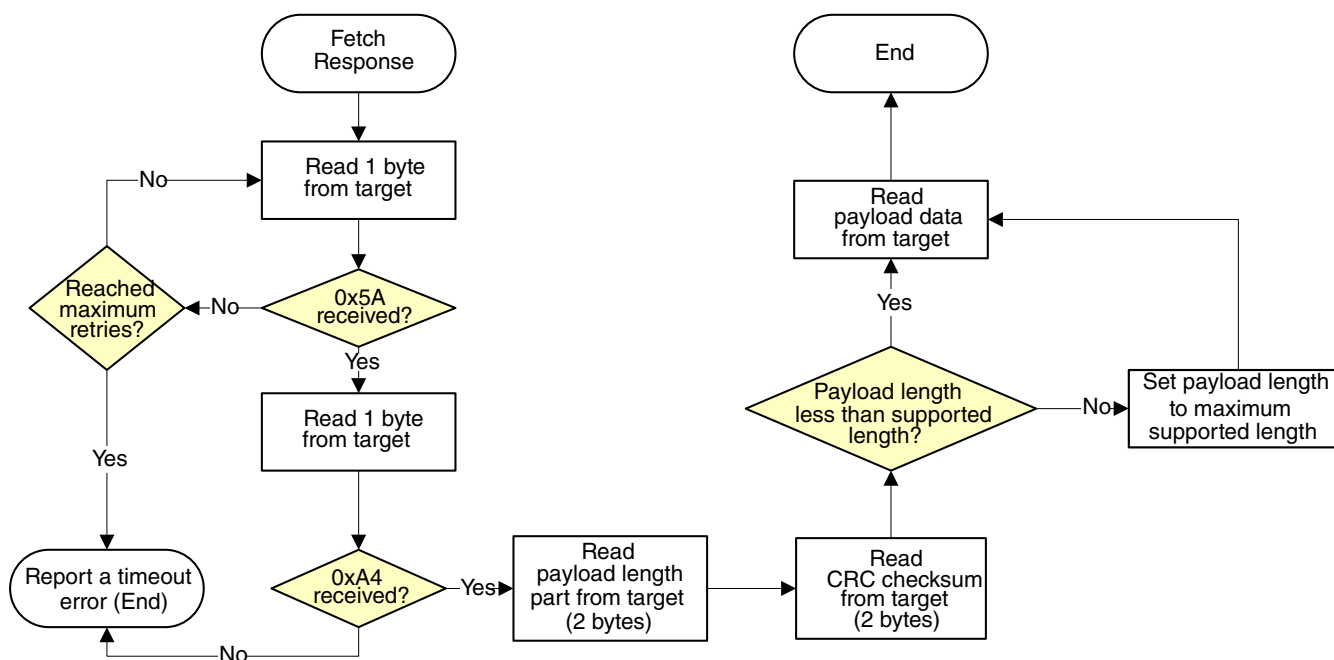 Fetch
Response
Read 1 byte
from target
No
Reached
maximum
retries?
No
0x5A
received?
Yes
Read 1 byte
from target
Yes
Report a timeout
error (End)
0xA4
received?
No
Yes
Read
payload length
part from target
(2 bytes)
Read
CRC checksum
from target
(2 bytes)
Payload length
less than supported
length?
No
Set payload length
to maximum
supported length
Yes
Read
payload data
from target
End